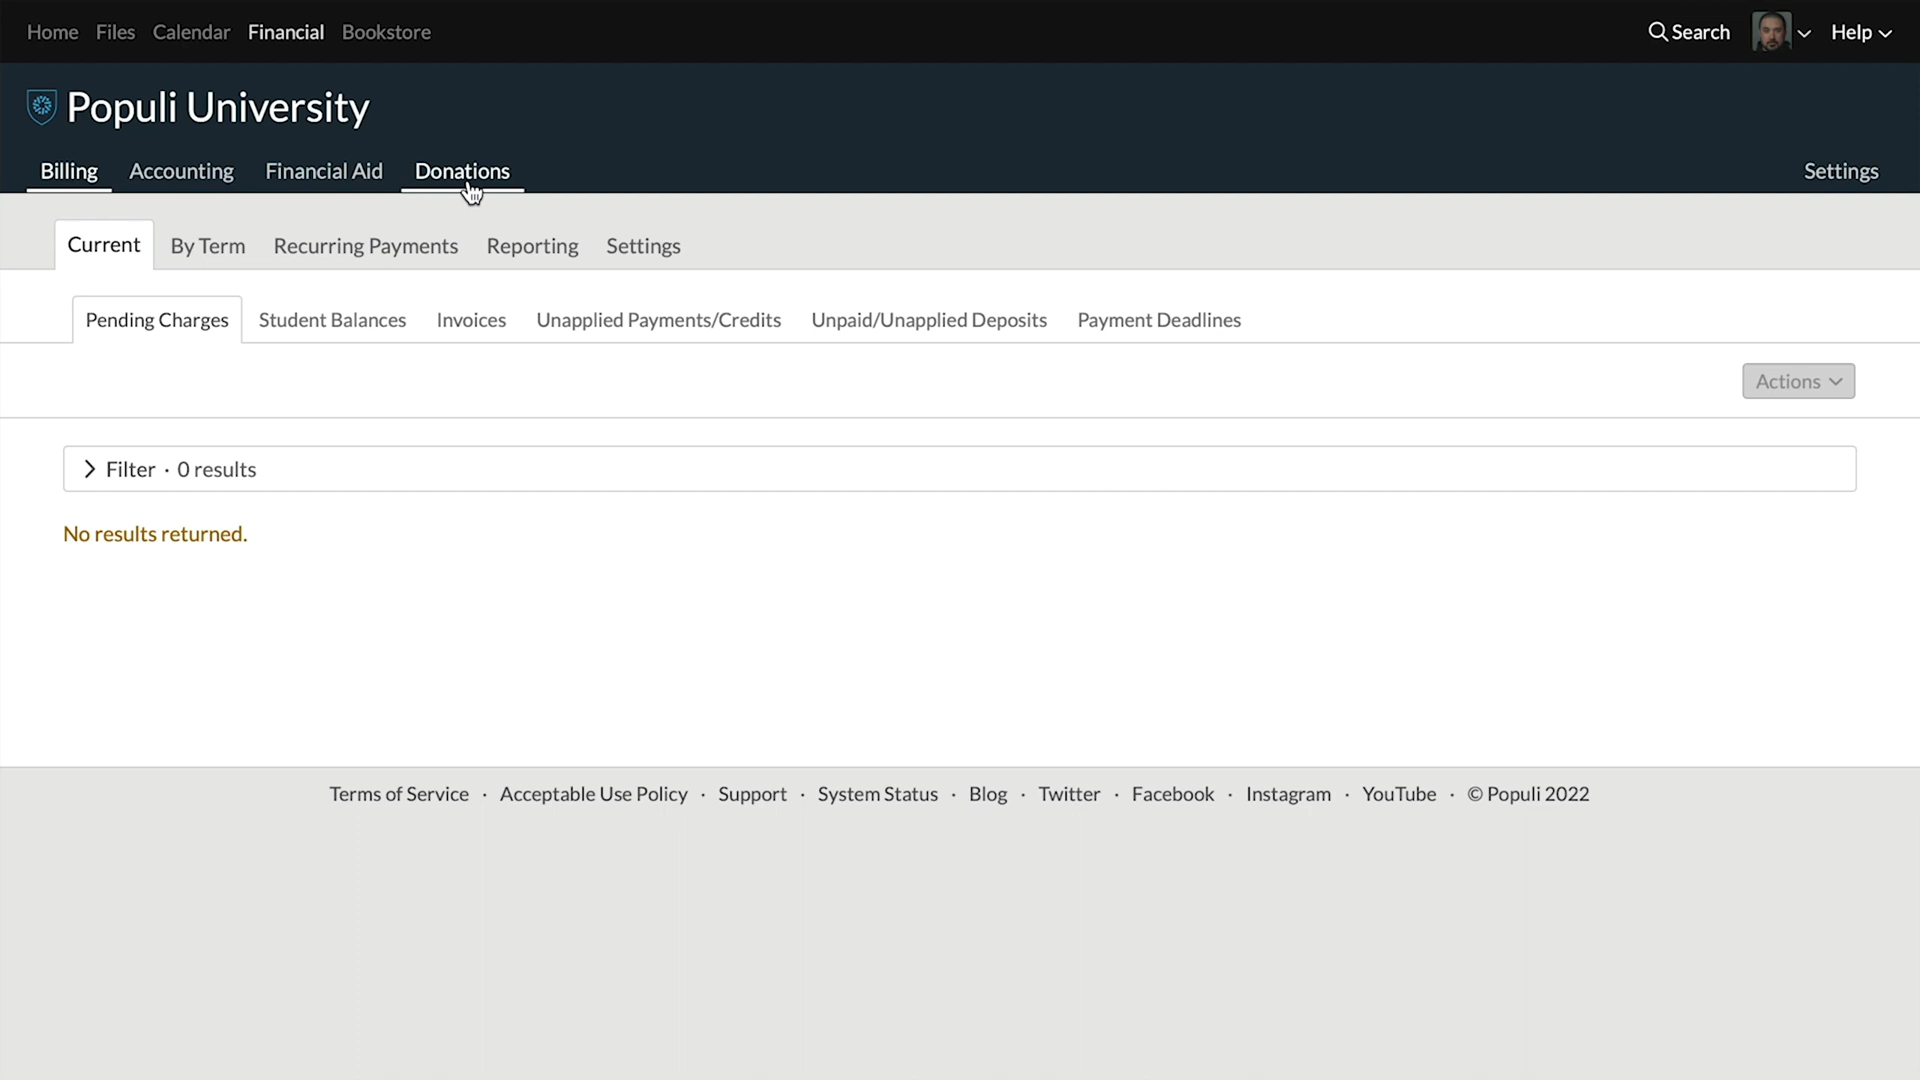 Home Files Calendar Financial Bookstore Search Help
Populi University
Billing Accounting Financial Aid Donations Settings
Current By Term Recurring Payments Reporting Settings
Pending Charges Student Balances Invoices Unapplied Payments/Credits Unpaid/Unapplied Deposits Payment Deadlines
Actions
Filter · 0 results
No results returned.
Terms of Service · Acceptable Use Policy · Support · System Status · Blog · Twitter · Facebook · Instagram · YouTube · © Populi 2022